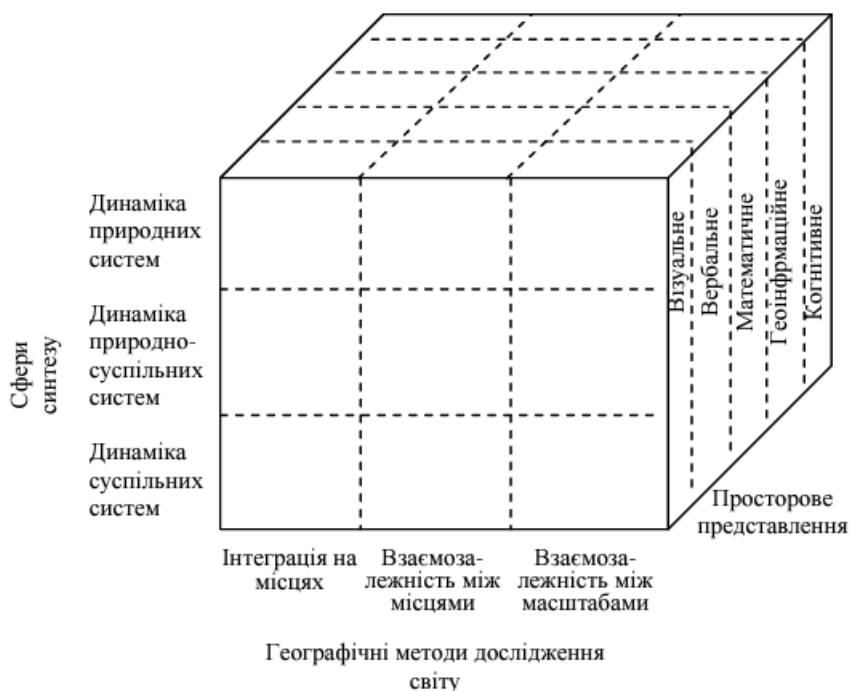 Динаміка
природних
систем
Динаміка
природно-
суспільних
систем
Динаміка
суспільних
систем
Сфери
синтезу
Візуальне
Вербальне
Математичне
Геоінфрмаційне
Когнітивне
Просторове
представлення
Інтеграція на
місцях
Взаємоза-
лежність між
місцями
Взаємоза-
лежність між
масштабами
Географічні методи дослідження
світу